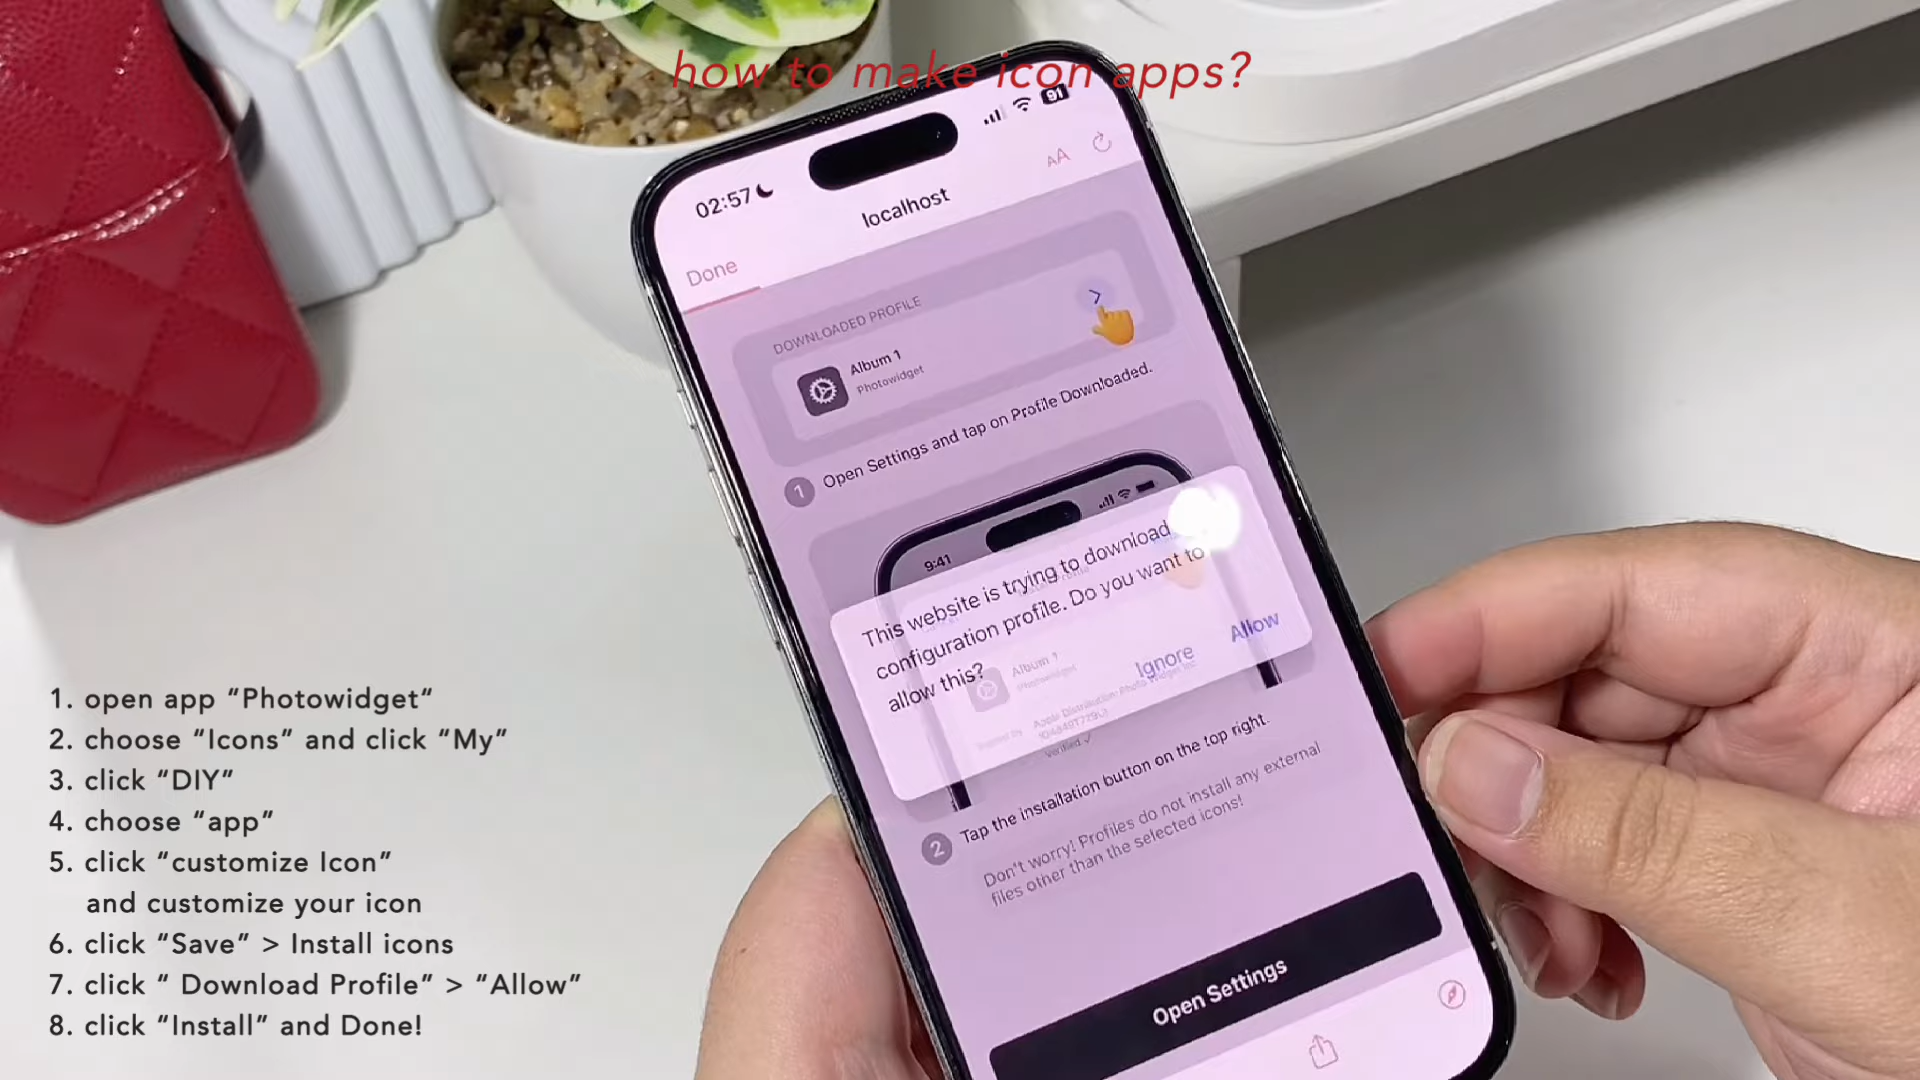 how to make icon apps?
02:57
91
AA
localhost
Done
DOWNLOADED PROFILE
Album 1
Photowidget
1 Open Settings and tap on Profile Downloaded.
9:41
This website is trying to download
configuration profile. Do you want to
allow this?
Ignore
Allow
Album 1
Photowidget
Verified ✓
2 Tap the installation button on the top right.
Don't worry! Profiles do not install any external
files other than the selected icons!
Open Settings
1. open app “Photowidget“
2. choose “Icons” and click “My”
3. click “DIY”
4. choose “app”
5. click “customize Icon”
and customize your icon
6. click “Save” > Install icons
7. click “ Download Profile” > “Allow”
8. click “Install” and Done!